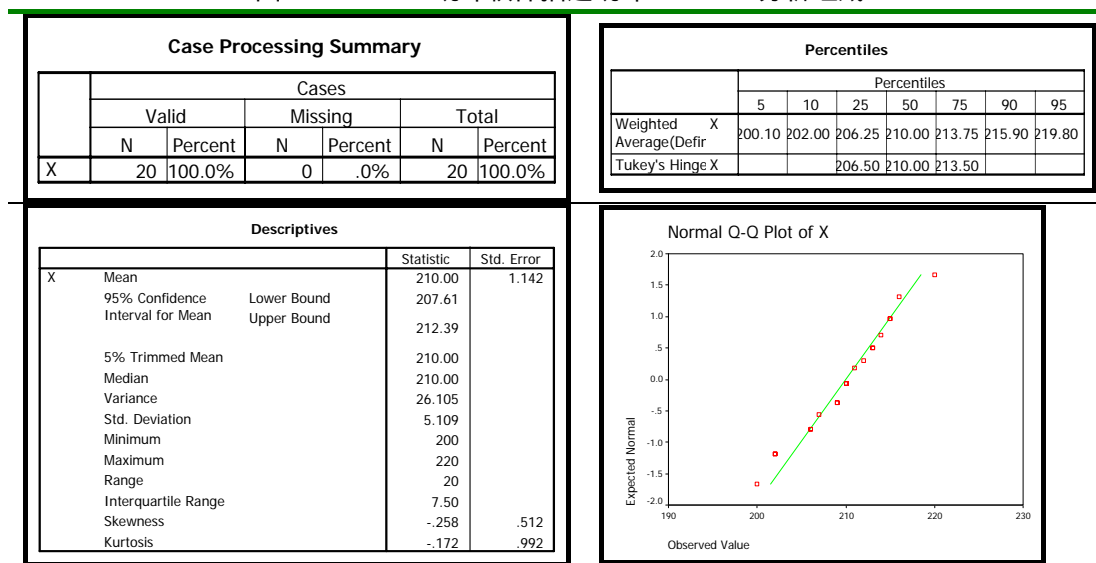 Case Processing Summary
Cases
Valid Missing Total
N Percent N Percent N Percent
X 20 100.0% 0 .0% 20 100.0%
Percentiles
Percentiles
5 10 25 50 75 90 95
Weighted X
Average(Defin
200.10 202.00 206.25 210.00 213.75 215.90 219.80
Tukey's Hinge X 206.50 210.00 213.50
Descriptives
Statistic Std. Error
X Mean 210.00 1.142
95% Confidence Lower Bound 207.61
Interval for Mean Upper Bound 212.39
5% Trimmed Mean 210.00
Median 210.00
Variance 26.105
Std. Deviation 5.109
Minimum 200
Maximum 220
Range 20
Interquartile Range 7.50
Skewness -.258 .512
Kurtosis -.172 .992
Normal Q-Q Plot of X
2.0
1.5
1.0
.5
0.0
-.5
-1.0
-1.5
-2.0
Expected Normal
190 200 210 220 230
Observed Value